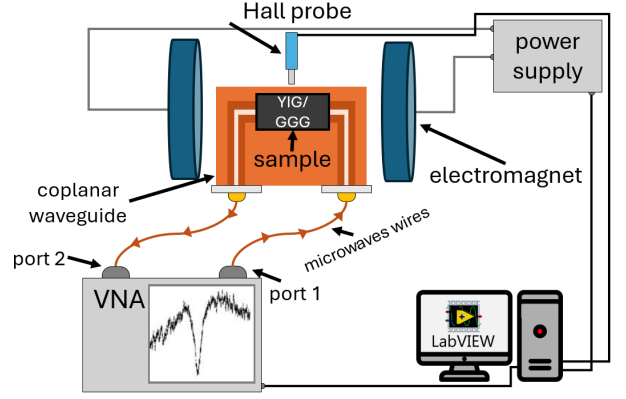 Hall probe
power
supply
YIG/
GGG
sample
electromagnet
coplanar
waveguide
microwaves wires
port 2
port 1
VNA
LabVIEW